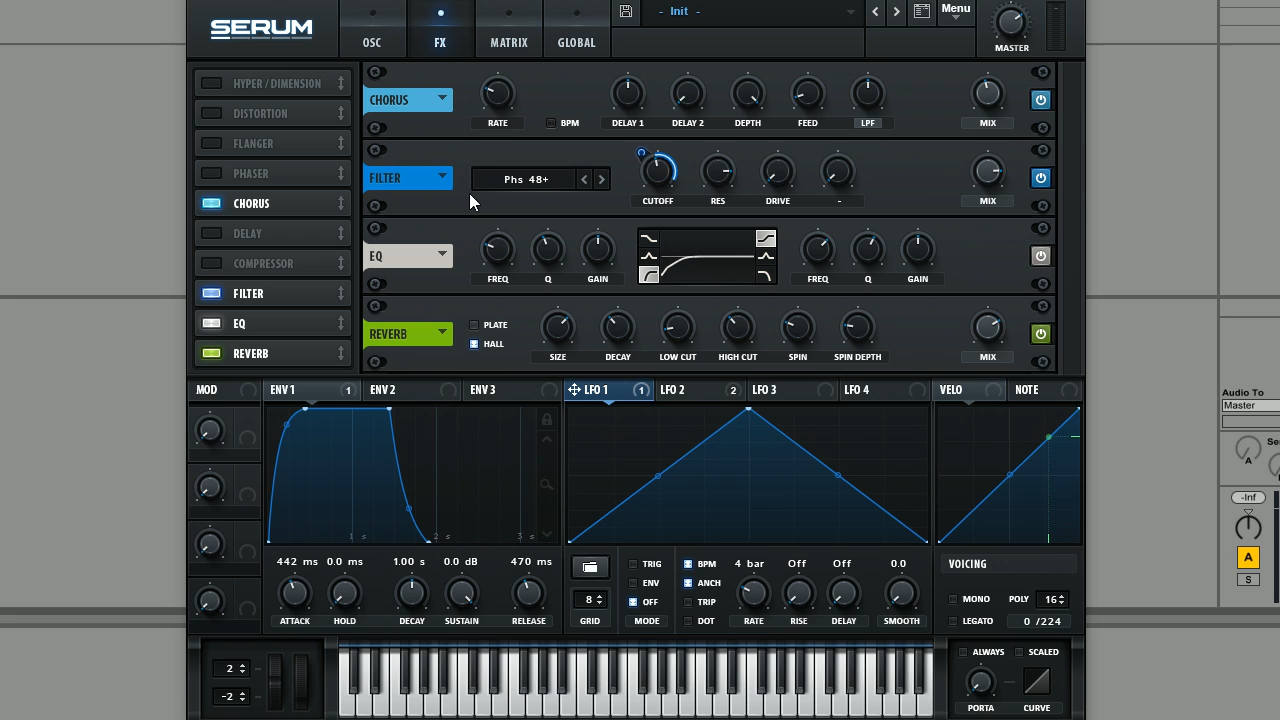 SERUM
OSC
FX
MATRIX
GLOBAL
- Init -
Menu
MASTER
HYPER / DIMENSION
DISTORTION
FLANGER
PHASER
CHORUS
DELAY
COMPRESSOR
FILTER
EQ
REVERB
CHORUS
RATE
BPM
DELAY 1
DELAY 2
DEPTH
FEED
LPF
MIX
FILTER
Phs 48+
CUTOFF
RES
DRIVE
-
MIX
EQ
FREQ
Q
GAIN
FREQ
Q
GAIN
REVERB
PLATE
HALL
SIZE
DECAY
LOW CUT
HIGH CUT
SPIN
SPIN DEPTH
MIX
MOD
ENV 1
1
ENV 2
ENV 3
LFO 1
1
LFO 2
2
LFO 3
LFO 4
VELO
NOTE
1 s
2 s
3 s
442 ms
0.0 ms
1.00 s
0.0 dB
470 ms
ATTACK
HOLD
DECAY
SUSTAIN
RELEASE
8
GRID
TRIG
ENV
OFF
MODE
BPM
ANCH
TRIP
DOT
4 bar
Off
Off
0.0
RATE
RISE
DELAY
SMOOTH
VOICING
MONO
POLY
16
LEGATO
0 /224
2
-2
ALWAYS
SCALED
PORTA
CURVE
Audio To
Master
A
-Inf
A
S